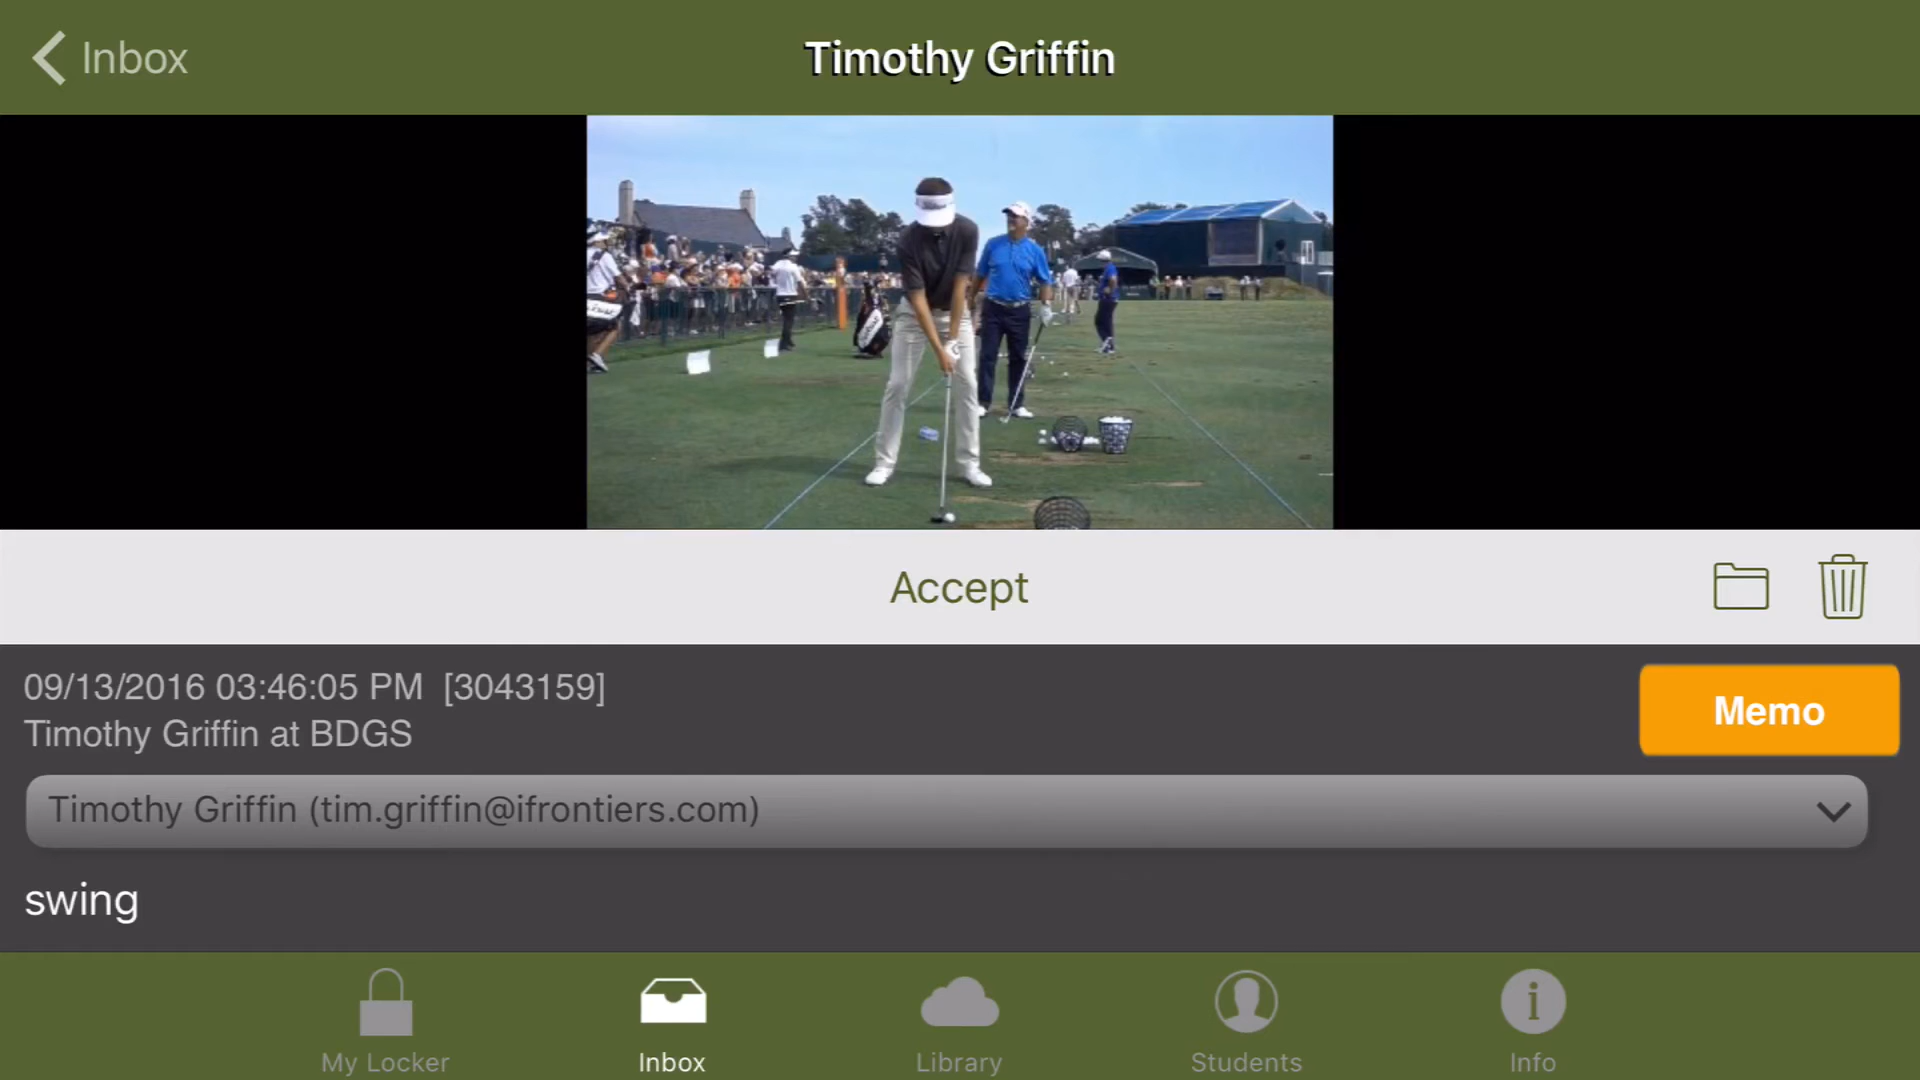 Inbox
Timothy Griffin
Accept
09/13/2016 03:46:05 PM [3043159]
Timothy Griffin at BDGS
Memo
Timothy Griffin (tim.griffin@ifrontiers.com)
swing
My Locker
Inbox
Library
Students
Info